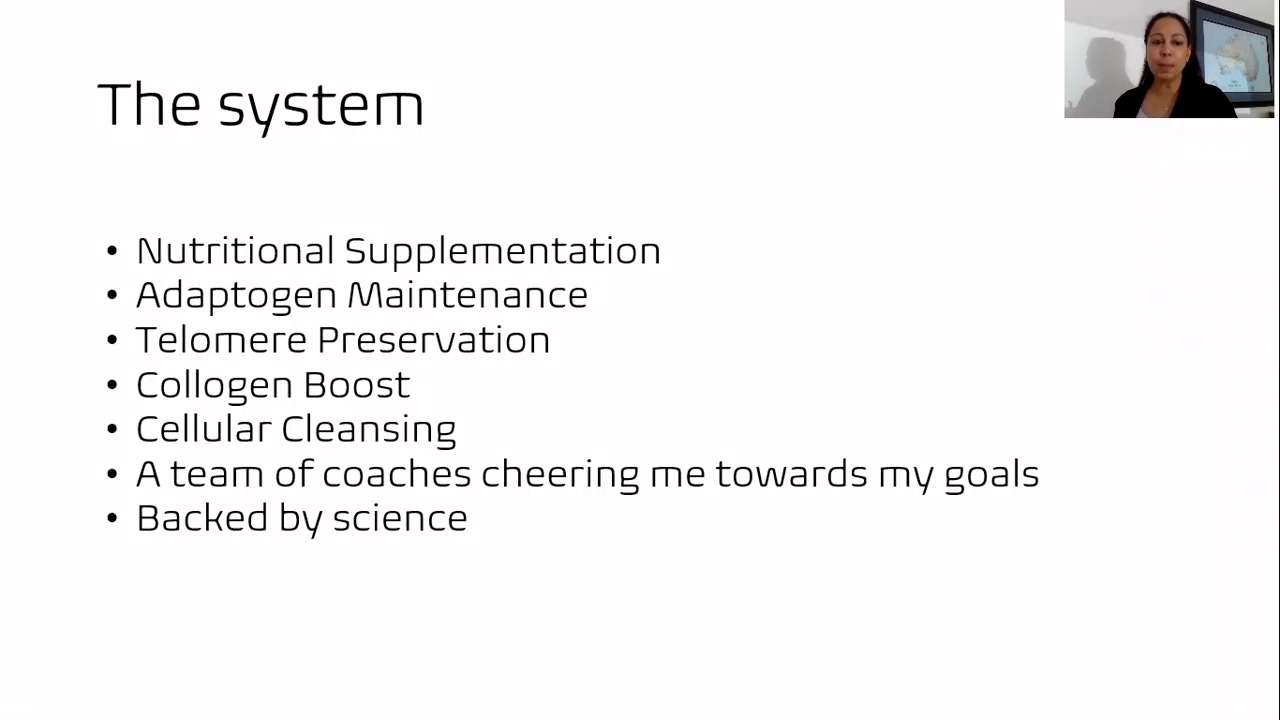 The system
• Nutritional Supplementation
• Adaptogen Maintenance
• Telomere Preservation
• Collogen Boost
• Cellular Cleansing
• A team of coaches cheering me towards my goals
• Backed by science